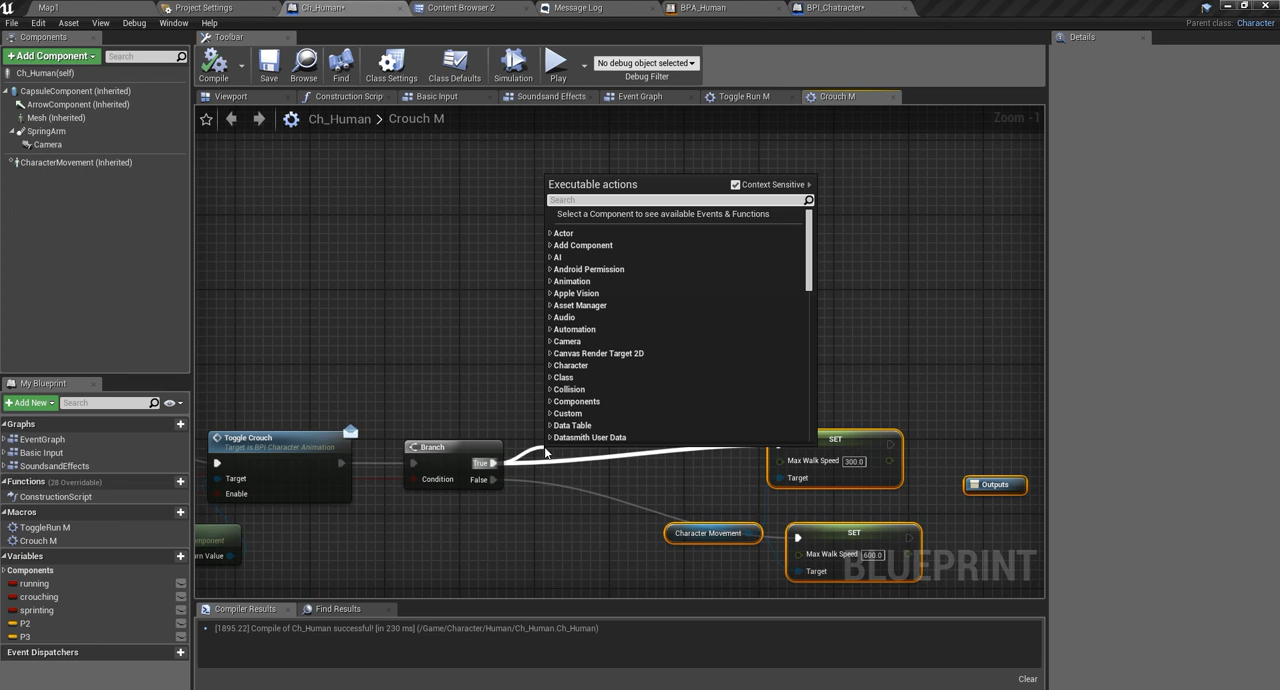 Map1
Project Settings
Ch_Human*
Content Browser 2
Message Log
BPA_Human
BPI_Chatracter*
File Edit Asset View Debug Window Help
Parent class: Character
Components
+ Add Component
Search
Ch_Human(self)
CapsuleComponent (Inherited)
ArrowComponent (Inherited)
Mesh (Inherited)
SpringArm
Camera
CharacterMovement (Inherited)
My Blueprint
+ Add New
Search
Graphs
EventGraph
Basic Input
SoundsandEffects
Functions (28 Overridable)
ConstructionScript
Macros
ToggleRun M
Crouch M
Variables
Components
running
crouching
sprinting
P2
P3
Event Dispatchers
Toolbar
Compile
Save
Browse
Find
Class Settings
Class Defaults
Simulation
Play
No debug object selected
Debug Filter
Viewport
Construction Scrip
Basic Input
Soundsand Effects
Event Graph
Toggle Run M
Crouch M
Ch_Human > Crouch M
Zoom -1
Executable actions
Context Sensitive
Search
Select a Component to see available Events & Functions
Actor
Add Component
AI
Android Permission
Animation
Apple Vision
Asset Manager
Audio
Automation
Camera
Canvas Render Target 2D
Character
Class
Collision
Components
Custom
Data Table
Datasmith User Data
Toggle Crouch
Target is BPI Character Animation
Target
Enable
omponent
urn Value
Branch
True
Condition
False
SET
Max Walk Speed 300.0
Target
Outputs
Character Movement
SET
Max Walk Speed 600.0
Target
BLUEPRINT
Compiler Results
Find Results
[1895.22] Compile of Ch_Human successful! [in 230 ms] (/Game/Character/Human/Ch_Human.Ch_Human)
Clear
Details